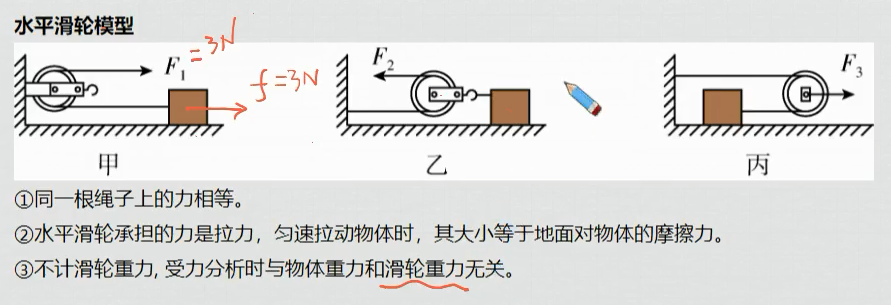 水平滑轮模型
F₁ =3N
f=3N
F₂
F₃
甲 乙 丙
①同一根绳子上的力相等。
②水平滑轮承担的力是拉力，匀速拉动物体时，其大小等于地面对物体的摩擦力。
③不计滑轮重力, 受力分析时与物体重力和滑轮重力无关。